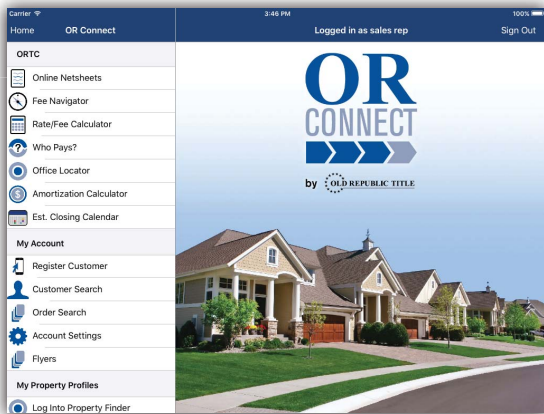 Carrier 3:46 PM 100%
Home OR Connect Logged in as sales rep Sign Out
ORTC
Online Netsheets
Fee Navigator
Rate/Fee Calculator
? Who Pays?
Office Locator
$ Amortization Calculator
Est. Closing Calendar
My Account
Register Customer
Customer Search
Order Search
Account Settings
Flyers
My Property Profiles
Log Into Property Finder
OR
CONNECT
by OLD REPUBLIC TITLE